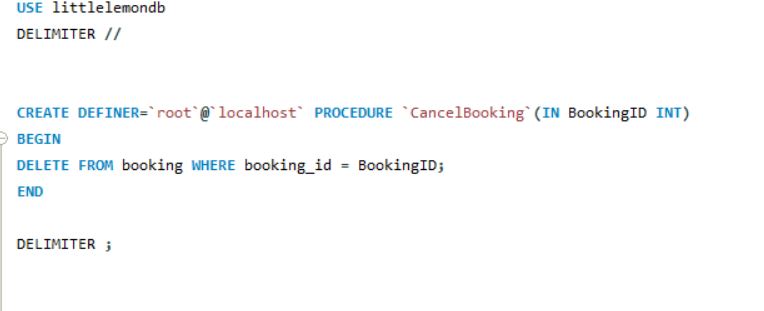 USE littlelemondb
DELIMITER //
CREATE DEFINER=`root`@`localhost` PROCEDURE `CancelBooking`(IN BookingID INT)
BEGIN
DELETE FROM booking WHERE booking_id = BookingID;
END
DELIMITER ;